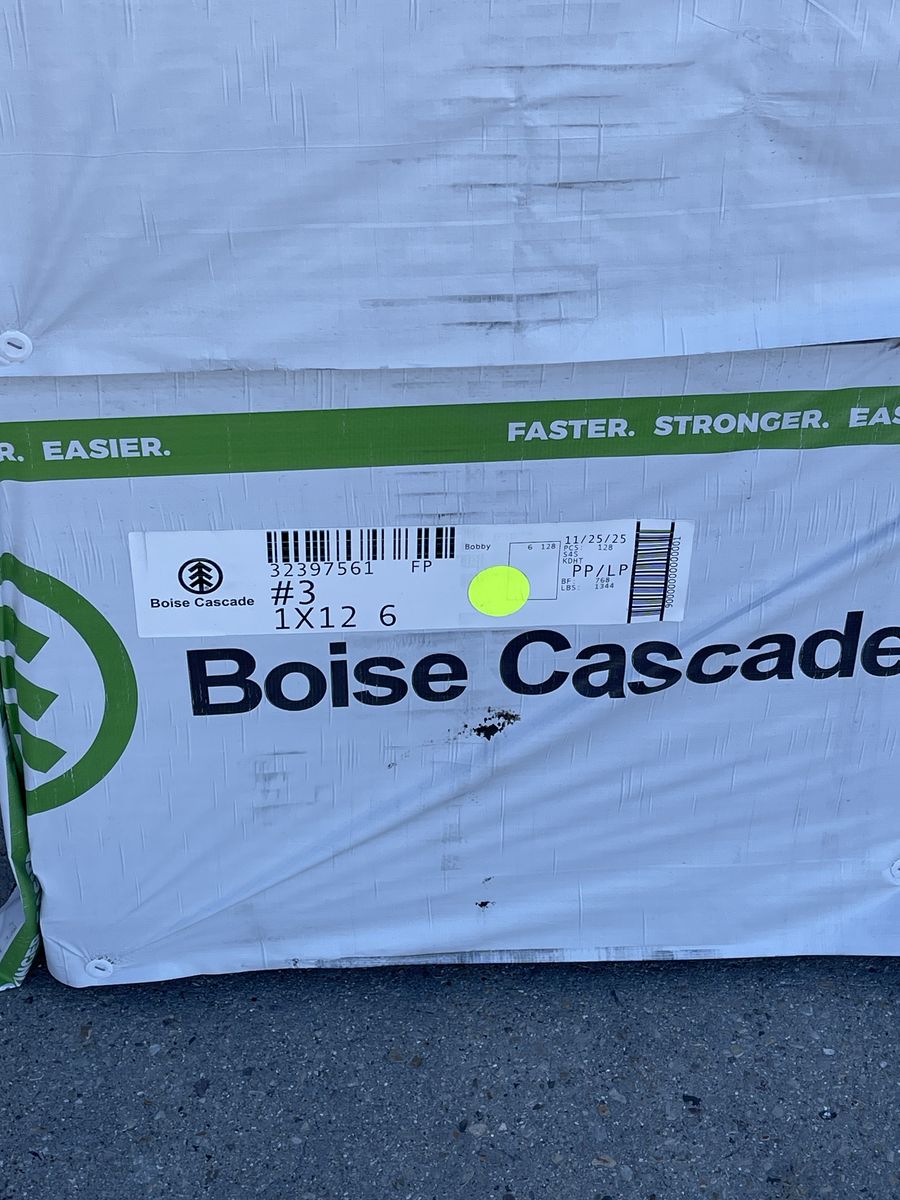 R. EASIER.
FASTER. STRONGER. EAS
Boise Cascade
32397561 FP
#3
1X12 6
Bobby
6 128
11/25/25
PCS: 128
S4S
KDHT
PP/LP
BF: 768
LBS: 1344
Boise Cascade